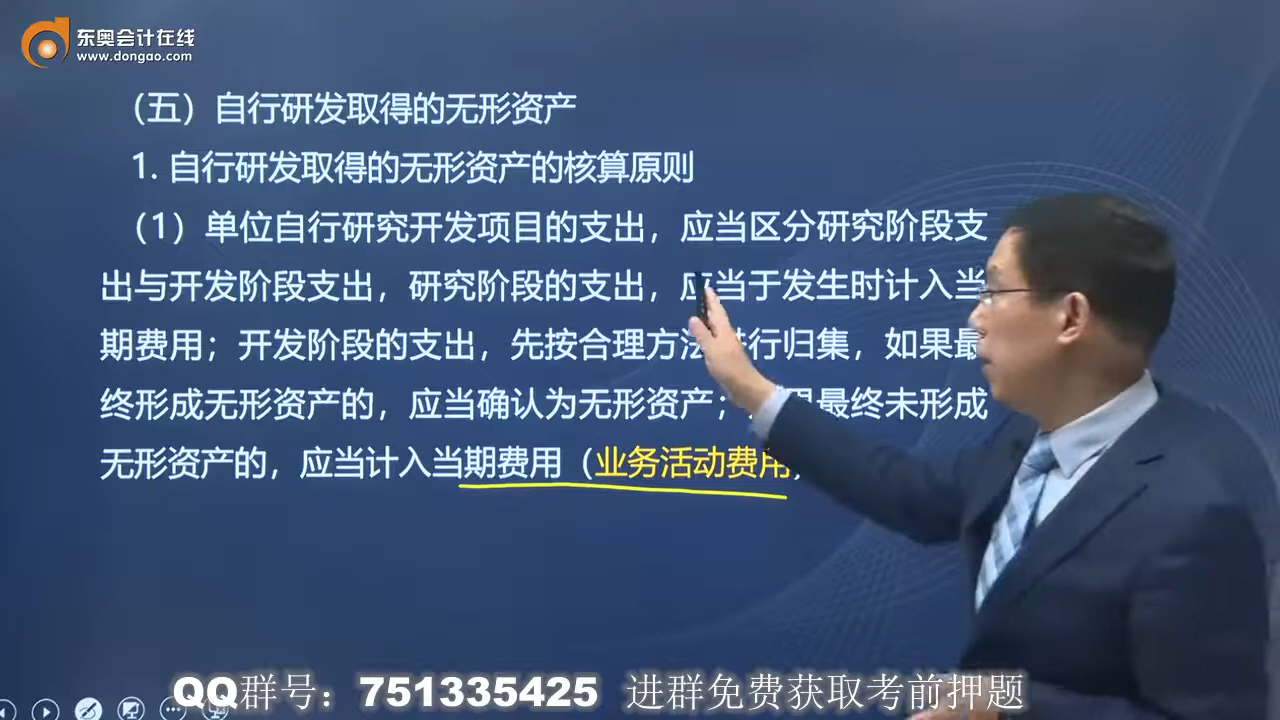 东奥会计在线
www.dongao.com
（五）自行研发取得的无形资产
1. 自行研发取得的无形资产的核算原则
（1）单位自行研究开发项目的支出，应当区分研究阶段支
出与开发阶段支出，研究阶段的支出，应当于发生时计入当
期费用；开发阶段的支出，先按合理方法进行归集，如果最
终形成无形资产的，应当确认为无形资产；如果最终未形成
无形资产的，应当计入当期费用（业务活动费用
QQ群号：751335425 进群免费获取考前押题